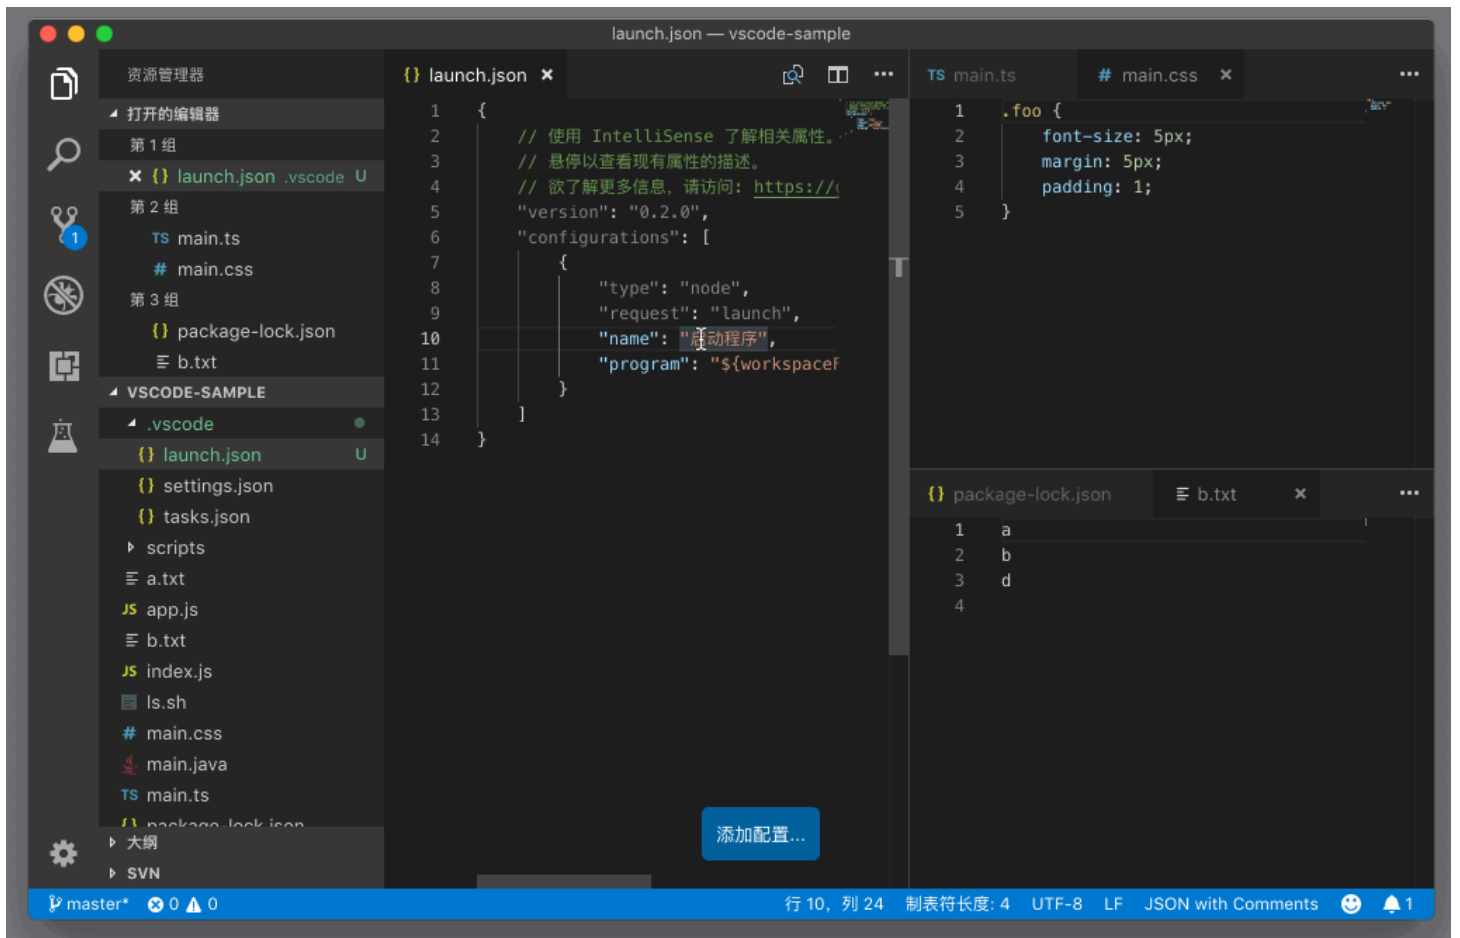 launch.json — vscode-sample
资源管理器
打开的编辑器
第 1 组
{} launch.json .vscode U
第 2 组
TS main.ts
# main.css
第 3 组
{} package-lock.json
b.txt
VSCODE-SAMPLE
.vscode
{} launch.json U
{} settings.json
{} tasks.json
scripts
a.txt
JS app.js
b.txt
JS index.js
ls.sh
# main.css
main.java
TS main.ts
{} package-lock.json
大纲
SVN
1
{} launch.json
1 {
2 // 使用 IntelliSense 了解相关属性。
3 // 悬停以查看现有属性的描述。
4 // 欲了解更多信息，请访问: https://
5 "version": "0.2.0",
6 "configurations": [
7 {
8 "type": "node",
9 "request": "launch",
10 "name": "启动程序",
11 "program": "${workspaceF
12 }
13 ]
14 }
添加配置...
TS main.ts
# main.css
1 .foo {
2 font-size: 5px;
3 margin: 5px;
4 padding: 1;
5 }
{} package-lock.json
b.txt
1 a
2 b
3 d
4
master* 0 0
行 10，列 24 制表符长度: 4 UTF-8 LF JSON with Comments 1